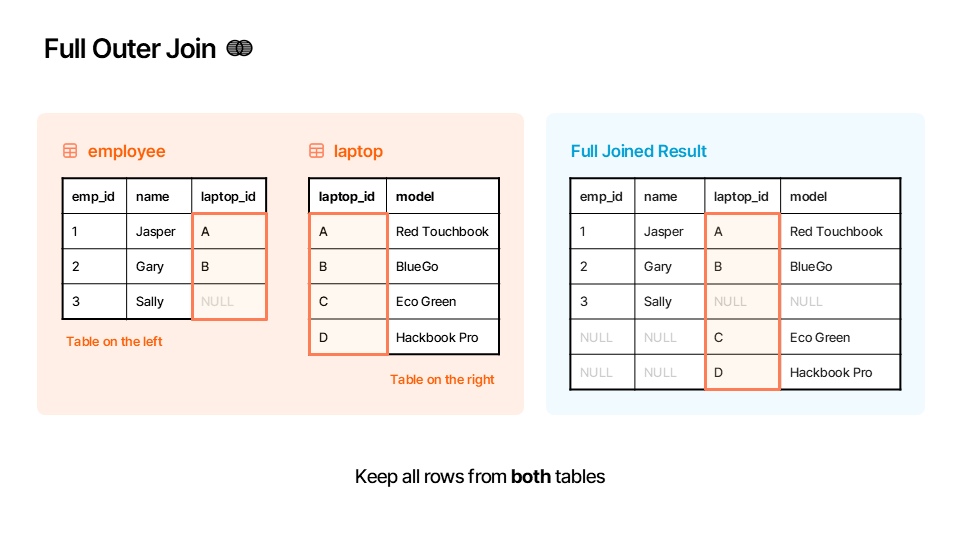 Full Outer Join
employee
emp_id name laptop_id
1 Jasper A
2 Gary B
3 Sally NULL
Table on the left
laptop
laptop_id model
A Red Touchbook
B BlueGo
C Eco Green
D Hackbook Pro
Table on the right
Full Joined Result
emp_id name laptop_id model
1 Jasper A Red Touchbook
2 Gary B BlueGo
3 Sally NULL NULL
NULL NULL C Eco Green
NULL NULL D Hackbook Pro
Keep all rows from both tables